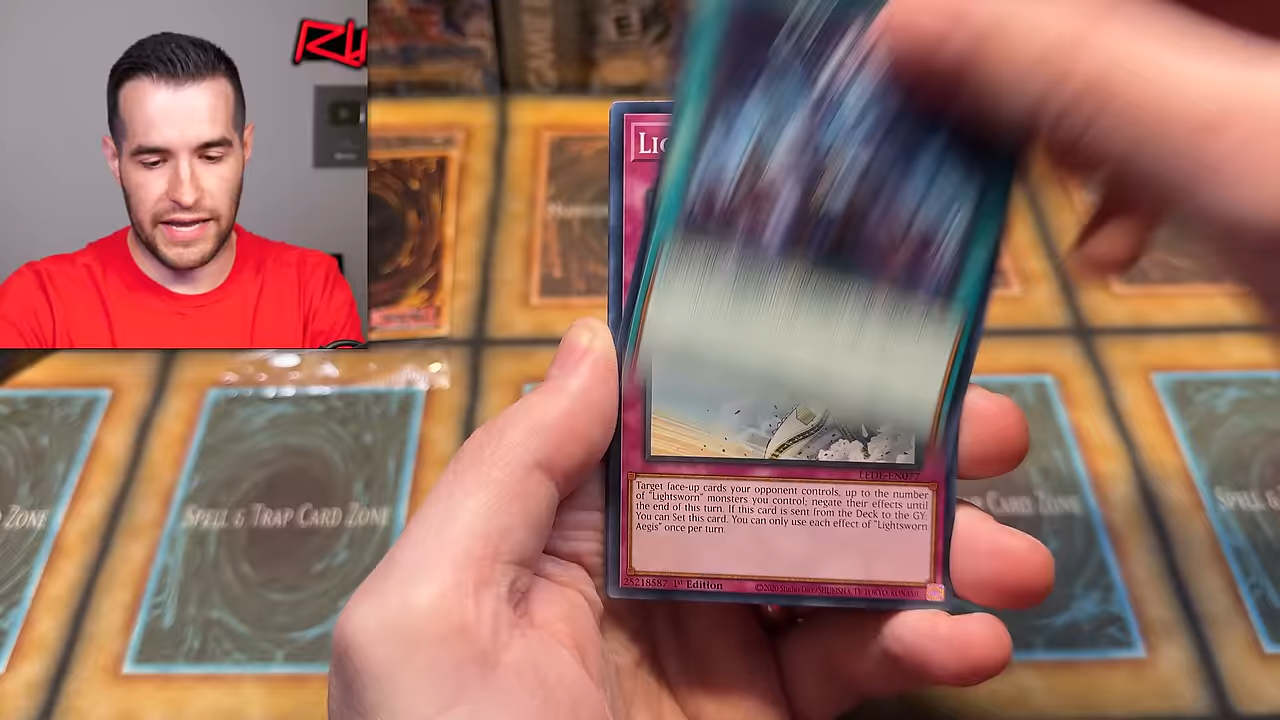 RU
GAME
LIG
LEDE-EN077
Target face-up cards your opponent controls, up to the number
of "Lightsworn" monsters you control; negate their effects until
the end of this turn. If this card is sent from the Deck to the GY:
You can Set this card. You can only use each effect of "Lightsworn
Aegis" once per turn.
25218587 1st Edition
©2020 Studio Dice/SHUEISHA, TV TOKYO, KONAMI
SPELL & TRAP CARD ZONE
ZONE
CARD ZONE
SPELL &